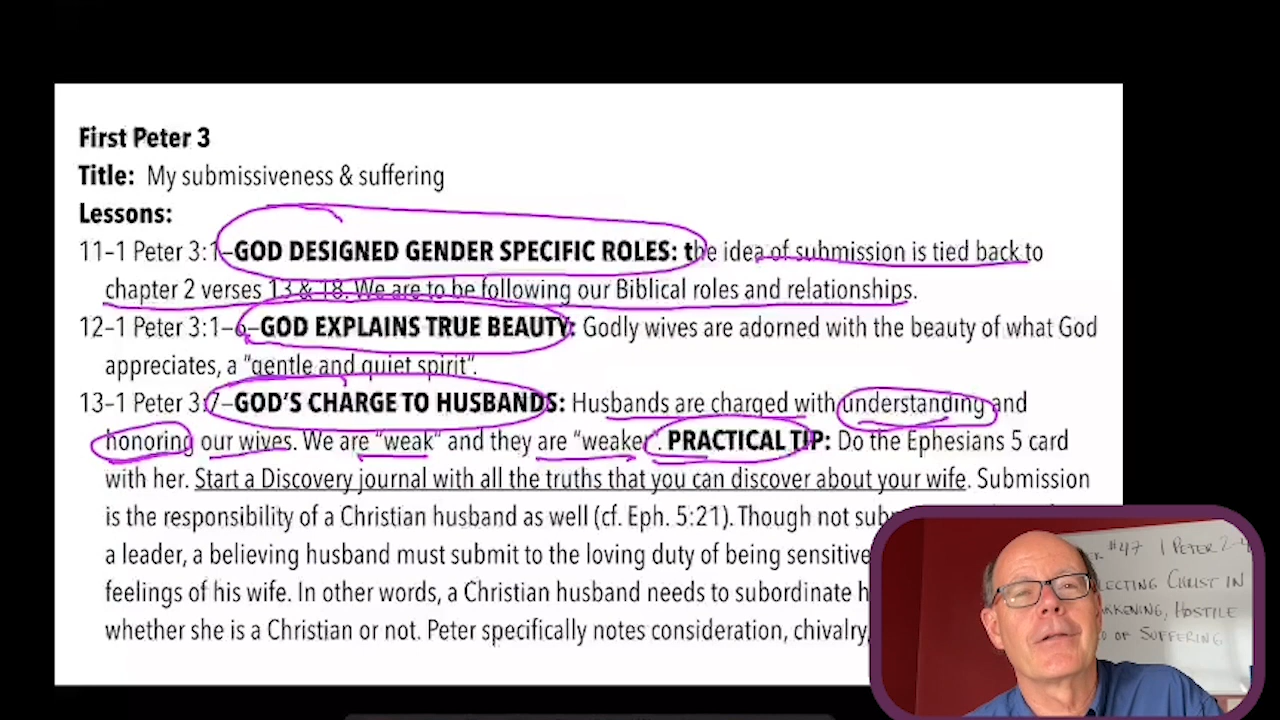 First Peter 3
Title: My submissiveness & suffering
Lessons:
11–1 Peter 3:1–GOD DESIGNED GENDER SPECIFIC ROLES: the idea of submission is tied back to
chapter 2 verses 13 & 18. We are to be following our Biblical roles and relationships.
12–1 Peter 3:1–6–GOD EXPLAINS TRUE BEAUTY: Godly wives are adorned with the beauty of what God
appreciates, a “gentle and quiet spirit”.
13–1 Peter 3:7–GOD’S CHARGE TO HUSBANDS: Husbands are charged with understanding and
honoring our wives. We are “weak” and they are “weaker”. PRACTICAL TIP: Do the Ephesians 5 card
with her. Start a Discovery journal with all the truths that you can discover about your wife. Submission
is the responsibility of a Christian husband as well (cf. Eph. 5:21). Though not
a leader, a believing husband must submit to the loving duty of being sensitive
feelings of his wife. In other words, a Christian husband needs to subordinate
whether she is a Christian or not. Peter specifically notes consideration, chivalry,
#47 1 PETER 2-
CHRIST IN
HOSTILE
OF SUFFERING